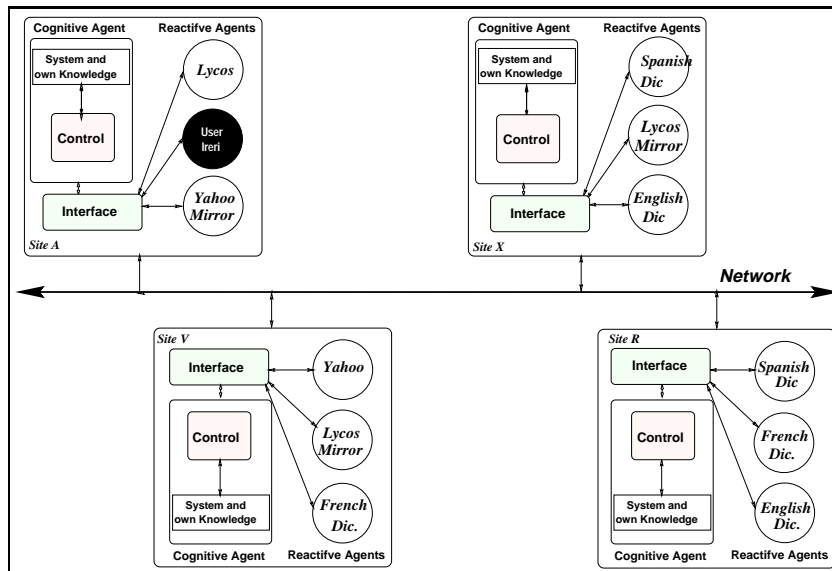 Cognitive Agent
Reactifve Agents
System and
own Knowledge
Control
Interface
Lycos
User
Ireri
Yahoo
Mirror
Site A
Cognitive Agent
Reactifve Agents
System and
own Knowledge
Control
Interface
Spanish
Dic
Lycos
Mirror
English
Dic
Site X
Network
Site V
Interface
Control
System and
own Knowledge
Yahoo
Lycos
Mirror
French
Dic.
Cognitive Agent
Reactifve Agents
Site R
Interface
Control
System and
own Knowledge
Spanish
Dic
French
Dic.
English
Dic.
Cognitive Agent
Reactifve Agents